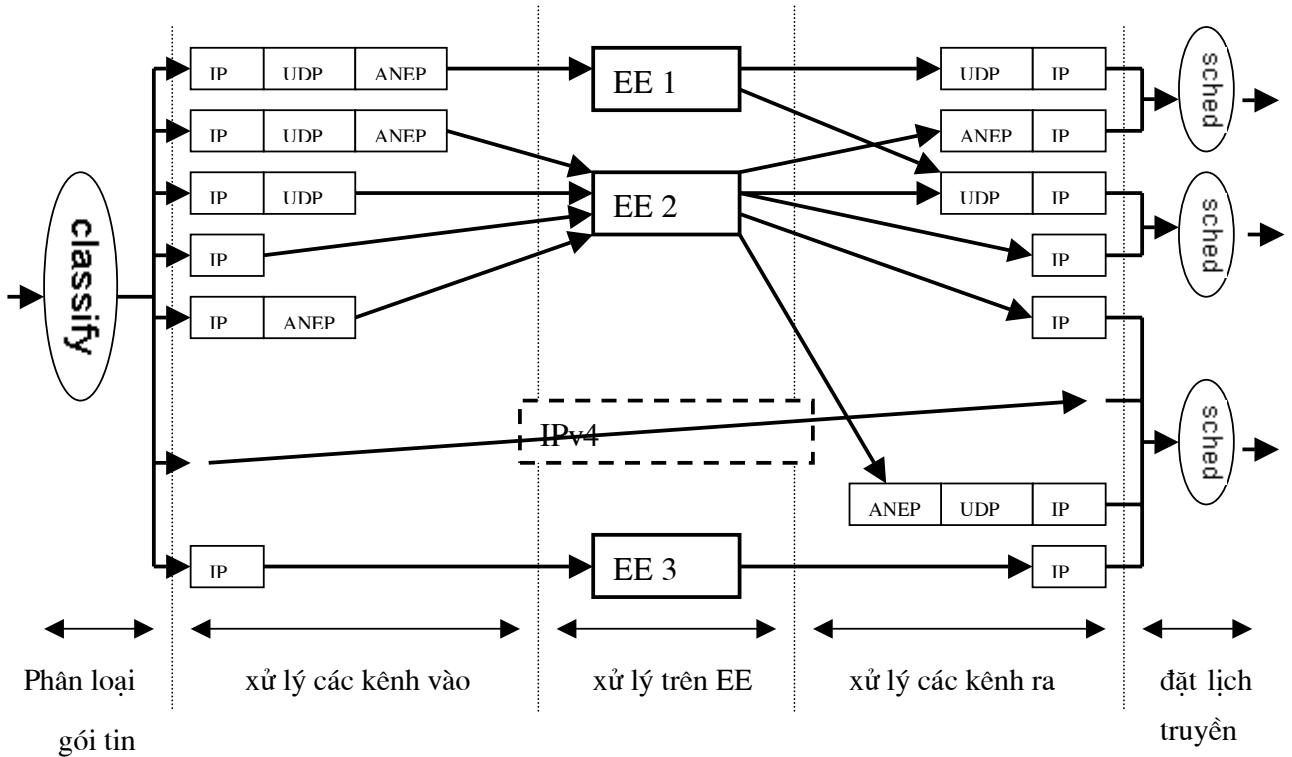 IP UDP ANEP EE 1 UDP IP sched
IP UDP ANEP ANEP IP
IP UDP EE 2 UDP IP sched
classify
IP IP
IP ANEP IP
IPv4 sched
ANEP UDP IP
IP EE 3 IP
Phân loại xử lý các kênh vào xử lý trên EE xử lý các kênh ra đặt lịch
gói tin truyền